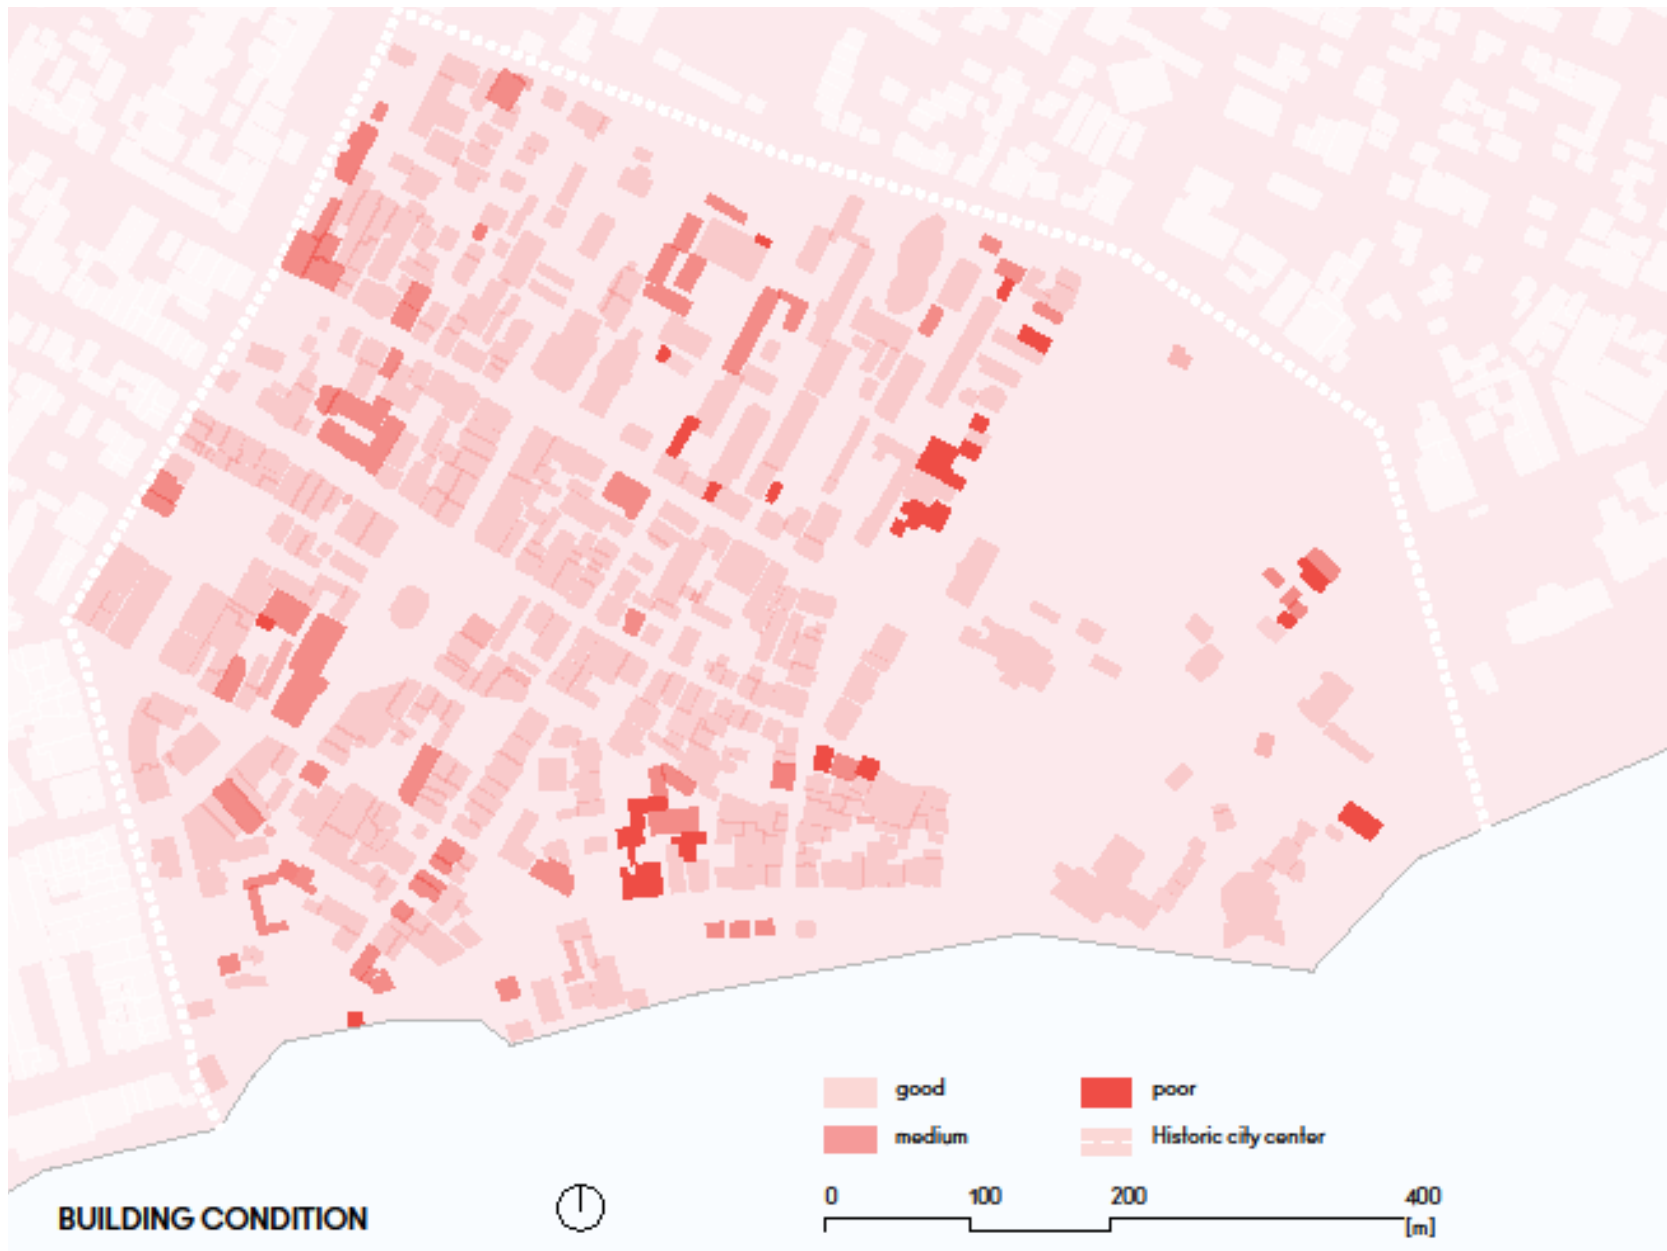 good
poor
medium
Historic city center
0 100 200 400
[m]
BUILDING CONDITION